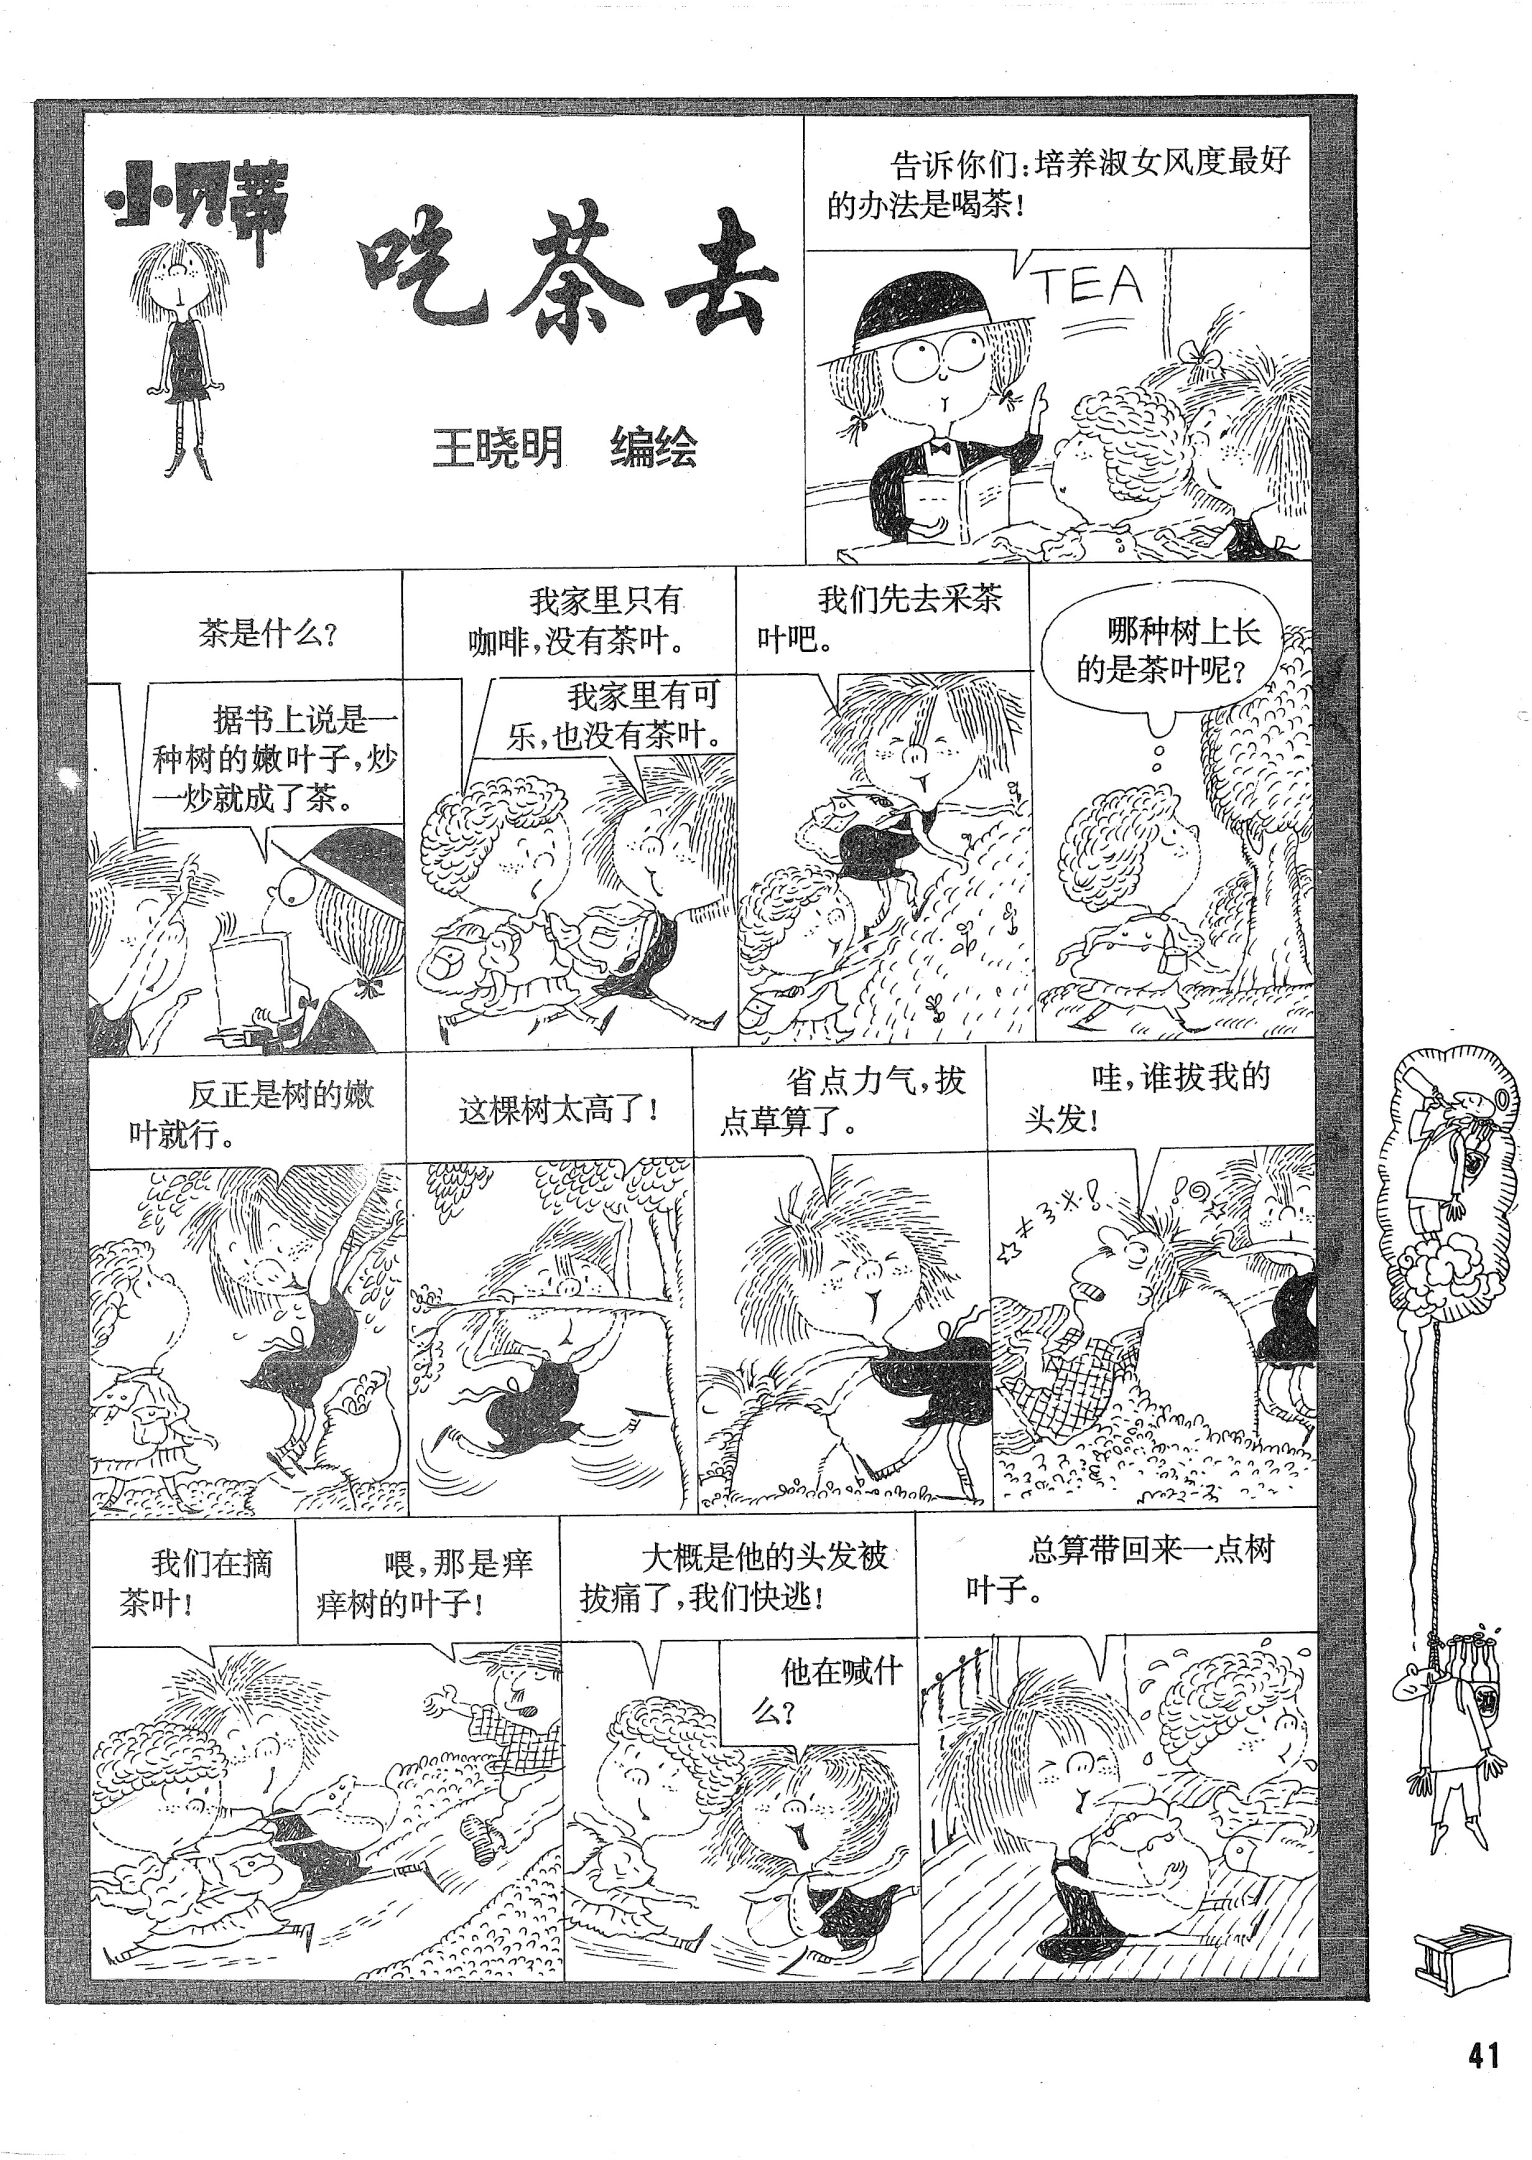 小贝蒂
吃茶去
王晓明 编绘
告诉你们：培养淑女风度最好
的办法是喝茶！
TEA
茶是什么？
据书上说是一
种树的嫩叶子，炒
一炒就成了茶。
我家里只有
咖啡，没有茶叶。
我家里有可
乐，也没有茶叶。
我们先去采茶
叶吧。
哪种树上长
的是茶叶呢？
反正是树的嫩
叶就行。
这棵树太高了！
省点力气，拔
点草算了。
哇，谁拔我的
头发！
我们在摘
茶叶！
喂，那是痒
痒树的叶子！
大概是他的头发被
拔痛了，我们快逃！
他在喊什
么？
总算带回来一点树
叶子。
酒
41